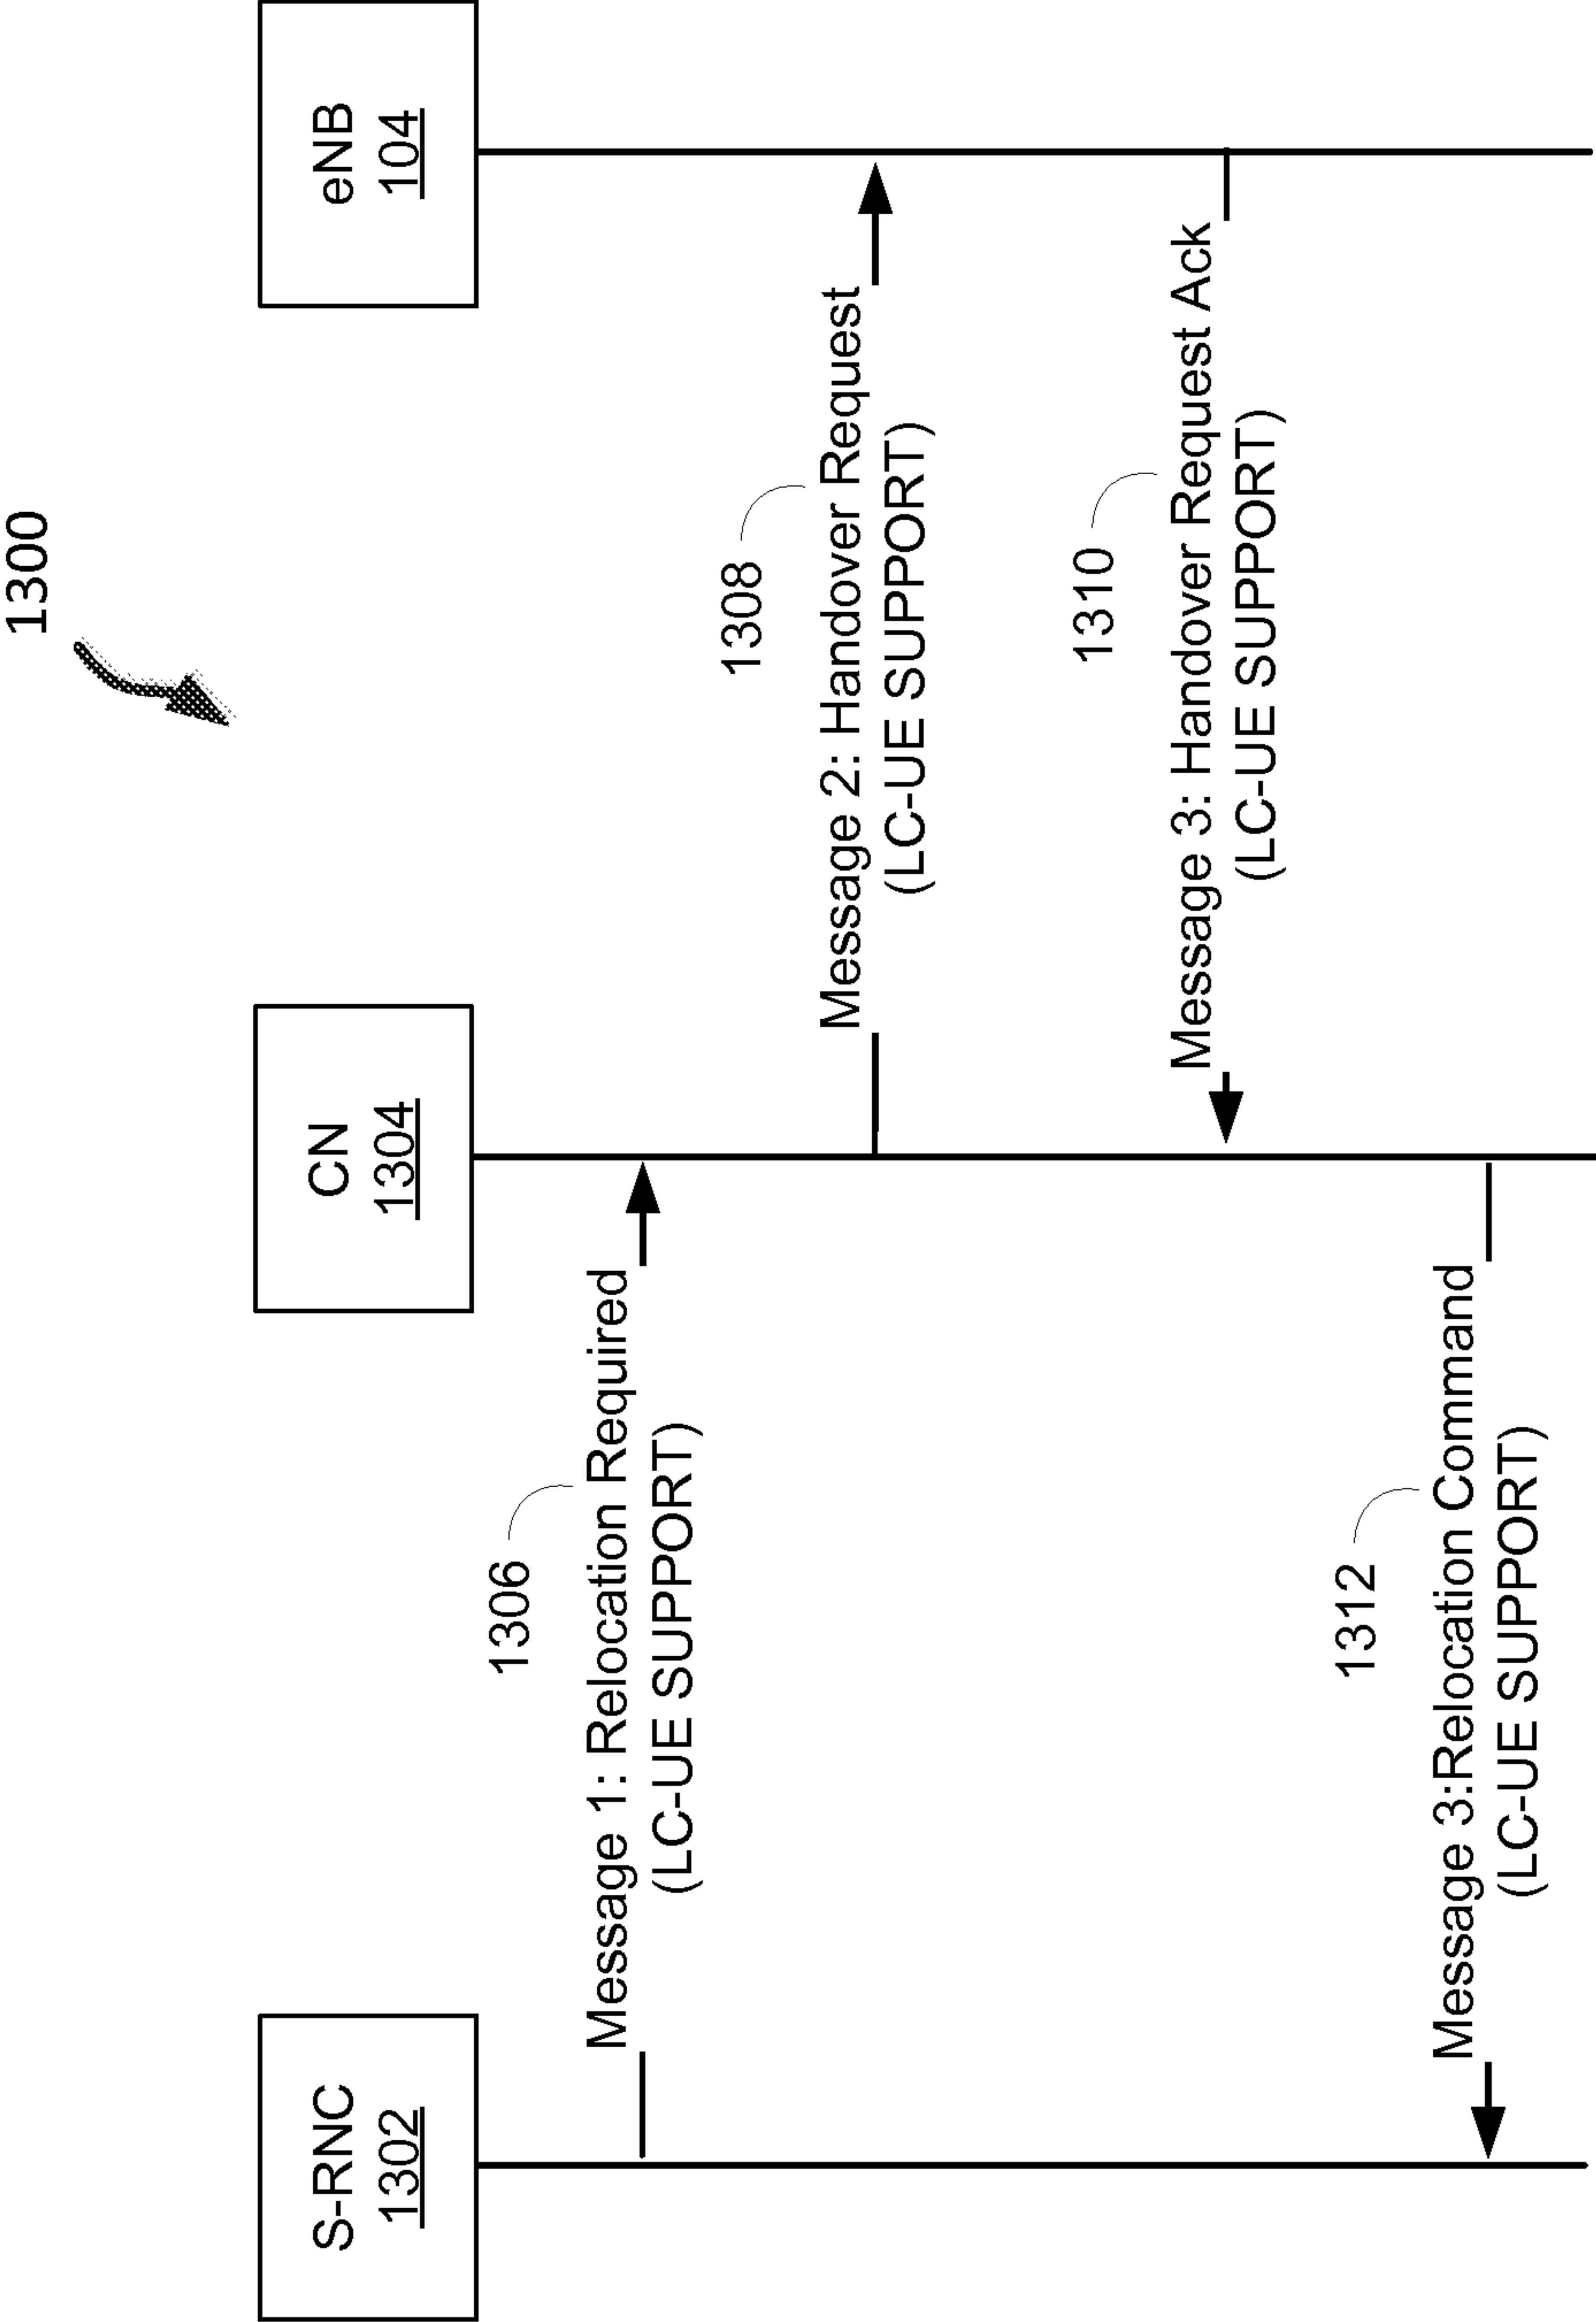 1300
S-RNC
1302
CN
1304
eNB
104
1306
Message 1: Relocation Required
(LC-UE SUPPORT)
1308
Message 2: Handover Request
(LC-UE SUPPORT)
1310
Message 3: Handover Request Ack
(LC-UE SUPPORT)
1312
Message 3:Relocation Command
(LC-UE SUPPORT)